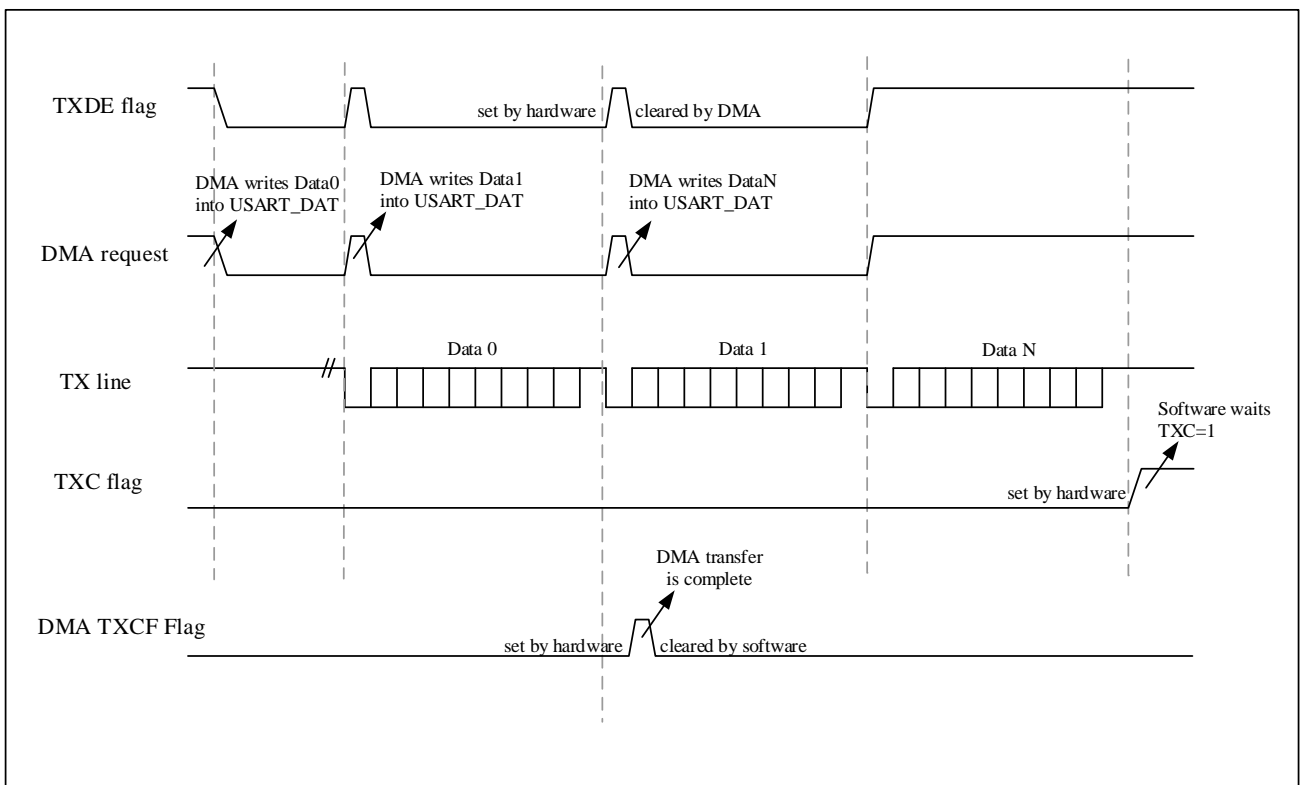 TXDE flag
set by hardware
cleared by DMA
DMA writes Data0
into USART_DAT
DMA writes Data1
into USART_DAT
DMA writes DataN
into USART_DAT
DMA request
Data 0
Data 1
Data N
TX line
Software waits
TXC=1
TXC flag
set by hardware
DMA transfer
is complete
DMA TXCF Flag
set by hardware
cleared by software